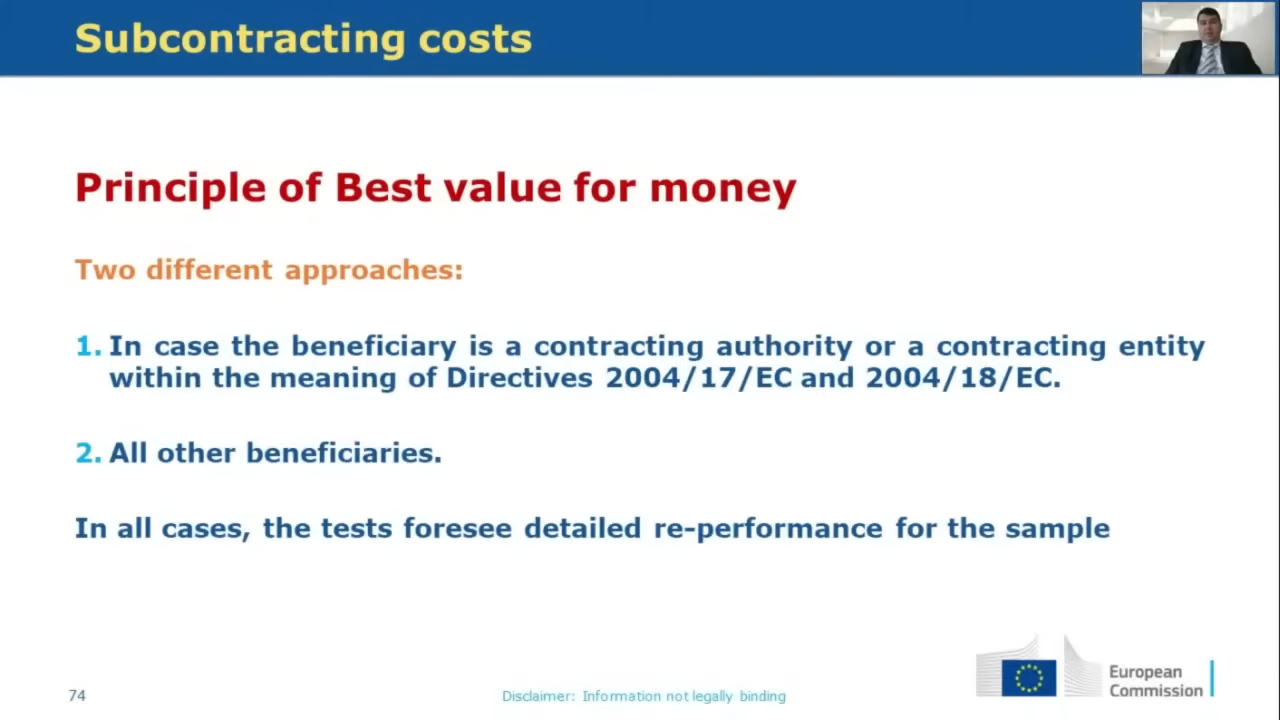 Subcontracting costs
Principle of Best value for money
Two different approaches:
1. In case the beneficiary is a contracting authority or a contracting entity
within the meaning of Directives 2004/17/EC and 2004/18/EC.
2. All other beneficiaries.
In all cases, the tests foresee detailed re-performance for the sample
74
Disclaimer: Information not legally binding
European
Commission